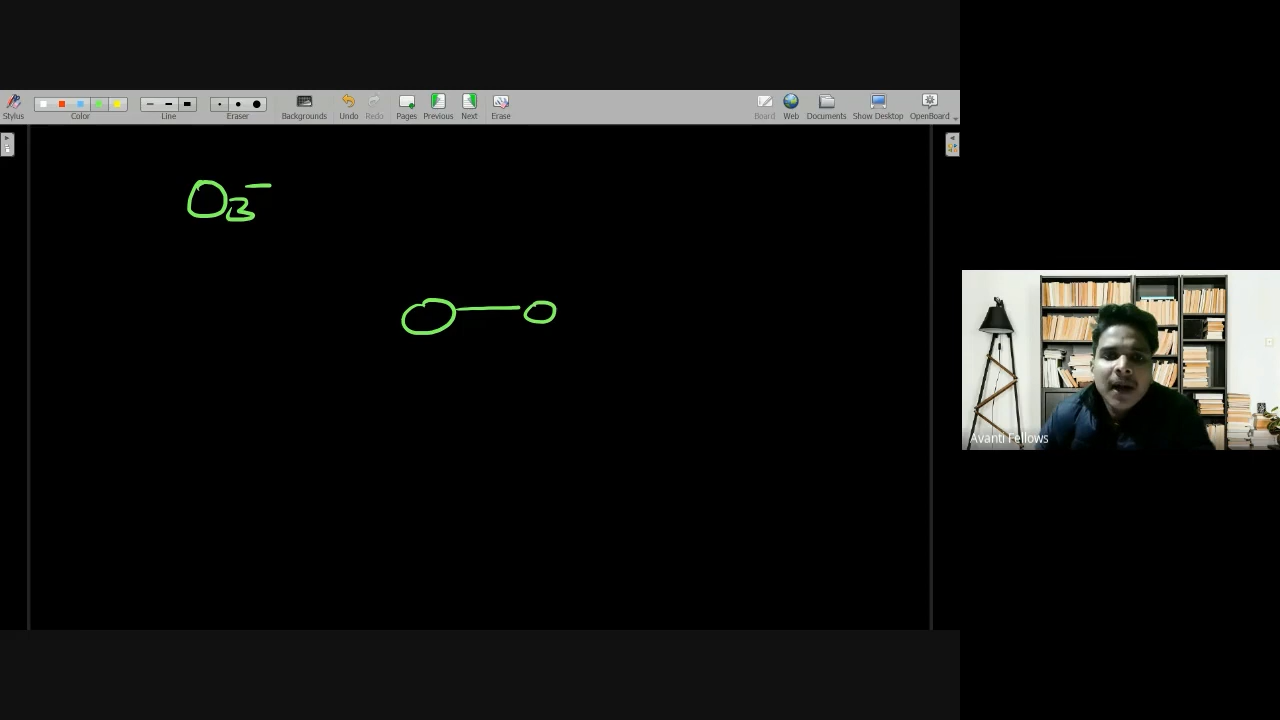 Stylus Color Line Eraser Backgrounds Undo Redo Pages Previous Next Erase Board Web Documents Show Desktop OpenBoard
O₃⁻
O—O
Avanti Fellows